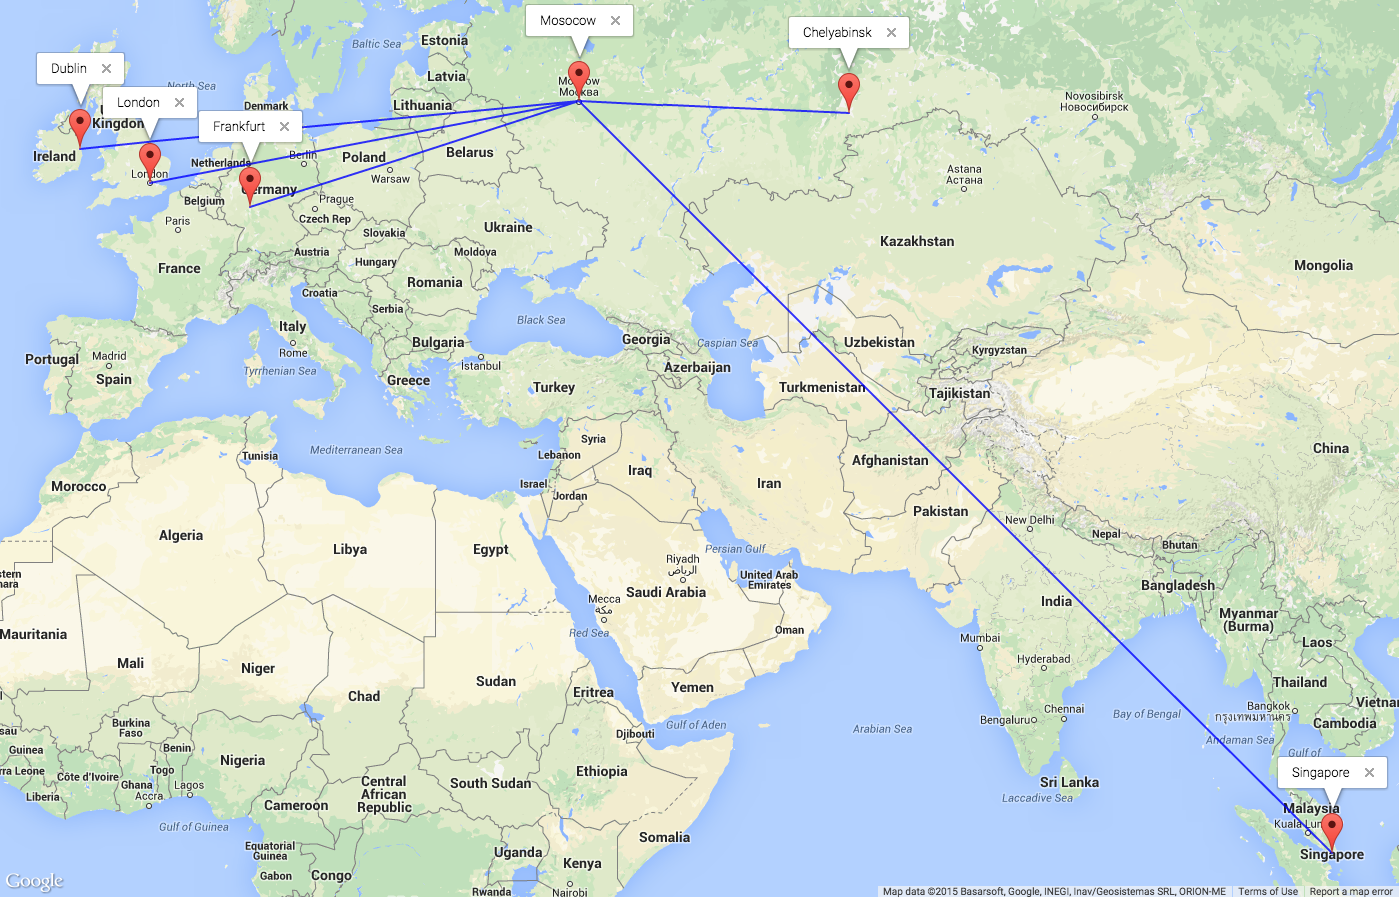 Mosocow
Chelyabinsk
Dublin
London
Frankfurt
Singapore
Baltic Sea
Estonia
Latvia
Lithuania
North Sea
Denmark
Kingdom
Ireland
London
Netherlands
Berlin
Poland
Warsaw
Belarus
Москва
Novosibirsk
Новосибирск
Astana
Астана
Belgium
Germany
Prague
Czech Rep
Paris
Slovakia
Ukraine
Kazakhstan
Mongolia
France
Austria
Hungary
Moldova
Romania
Croatia
Serbia
Italy
Rome
Bulgaria
Black Sea
Georgia
Caspian Sea
Uzbekistan
Kyrgyzstan
Portugal
Madrid
Spain
Tyrrhenian Sea
Greece
İstanbul
Turkey
Azerbaijan
Turkmenistan
Tajikistan
China
Mediterranean Sea
Tunisia
Syria
Lebanon
Iraq
Iran
Afghanistan
Morocco
Israel
Jordan
Pakistan
New Delhi
Nepal
Bhutan
Algeria
Libya
Egypt
Persian Gulf
Riyadh
الرياض
United Arab
Emirates
Saudi Arabia
Bangladesh
Mecca
مكة
India
Myanmar
(Burma)
Laos
Red Sea
Oman
Mumbai
Hyderabad
Mauritania
Mali
Niger
Chad
Sudan
Eritrea
Yemen
Thailand
Bangkok
กรุงเทพมหานคร
Vietnam
Cambodia
Gulf of Aden
Arabian Sea
Bengaluru
Chennai
Bay of Bengal
Andaman Sea
Gulf of
Burkina
Faso
Guinea
Benin
Nigeria
Djibouti
Togo
Ghana
Côte d'Ivoire
Accra
Lagos
Liberia
Ethiopia
South Sudan
Central
African
Republic
Cameroon
Sri Lanka
Laccadive Sea
Malaysia
Kuala Lum
Gulf of Guinea
Equatorial
Guinea
Gabon
Congo
Uganda
Kenya
Somalia
Singapore
Rwanda
Nairobi
Google
Map data ©2015 Basarsoft, Google, INEGI, Inav/Geosistemas SRL, ORION-ME
Terms of Use
Report a map error